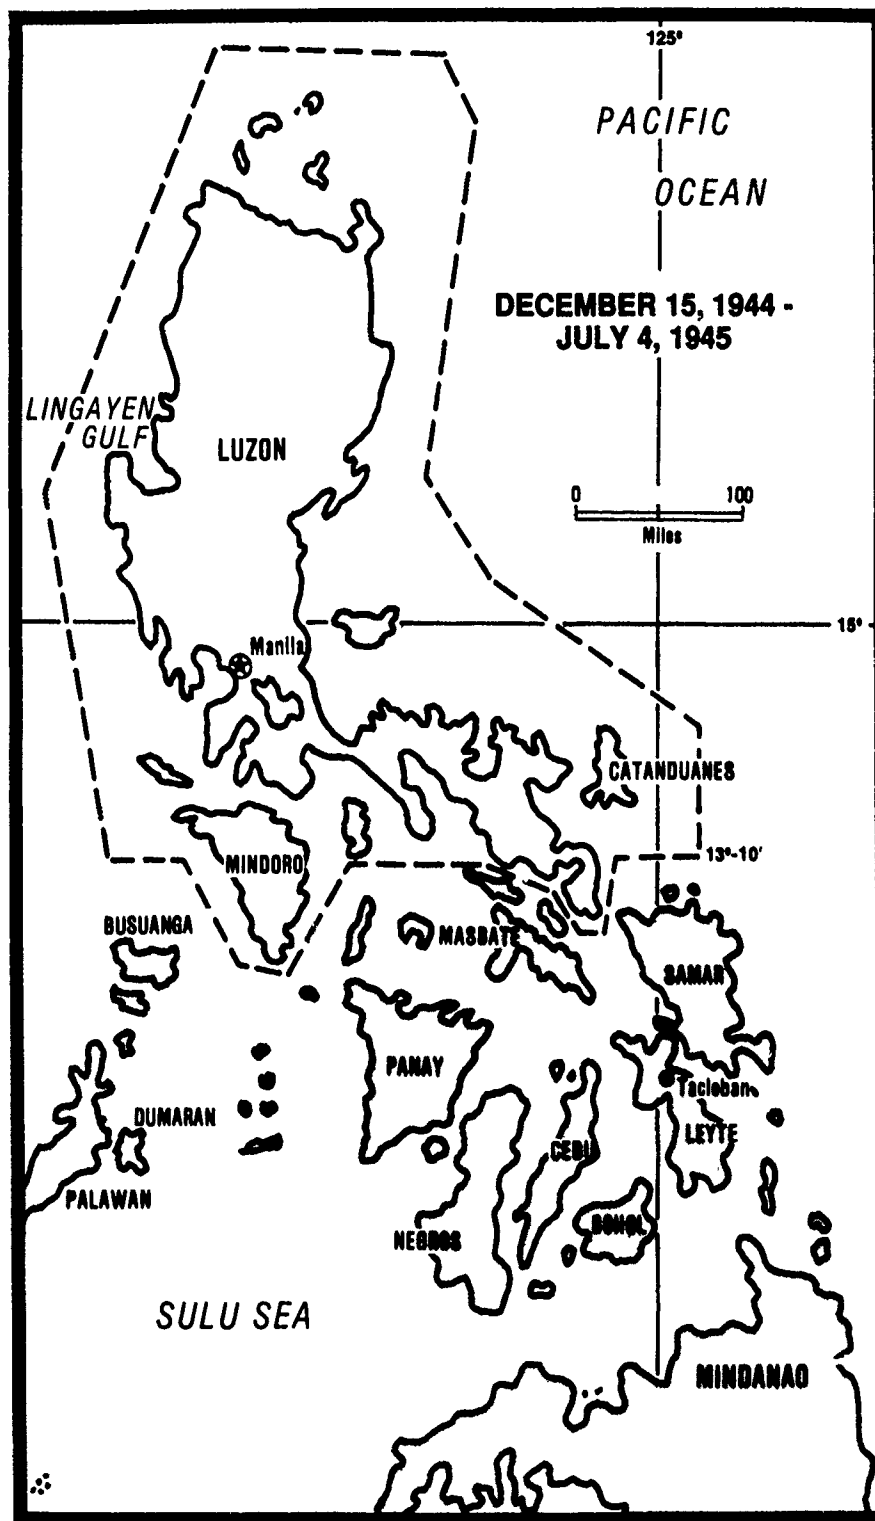 125°
PACIFIC
OCEAN
DECEMBER 15, 1944 -
JULY 4, 1945
LINGAYEN
GULF
LUZON
0 100
Miles
15°
Manila
CATANDUANES
MINDORO
13°-10'
BUSUANGA
MASBATE
SAMAR
PANAY
Tacloban
DUMARAN
LEYTE
CEBU
PALAWAN
BOHOL
NEGROS
SULU SEA
MINDANAO